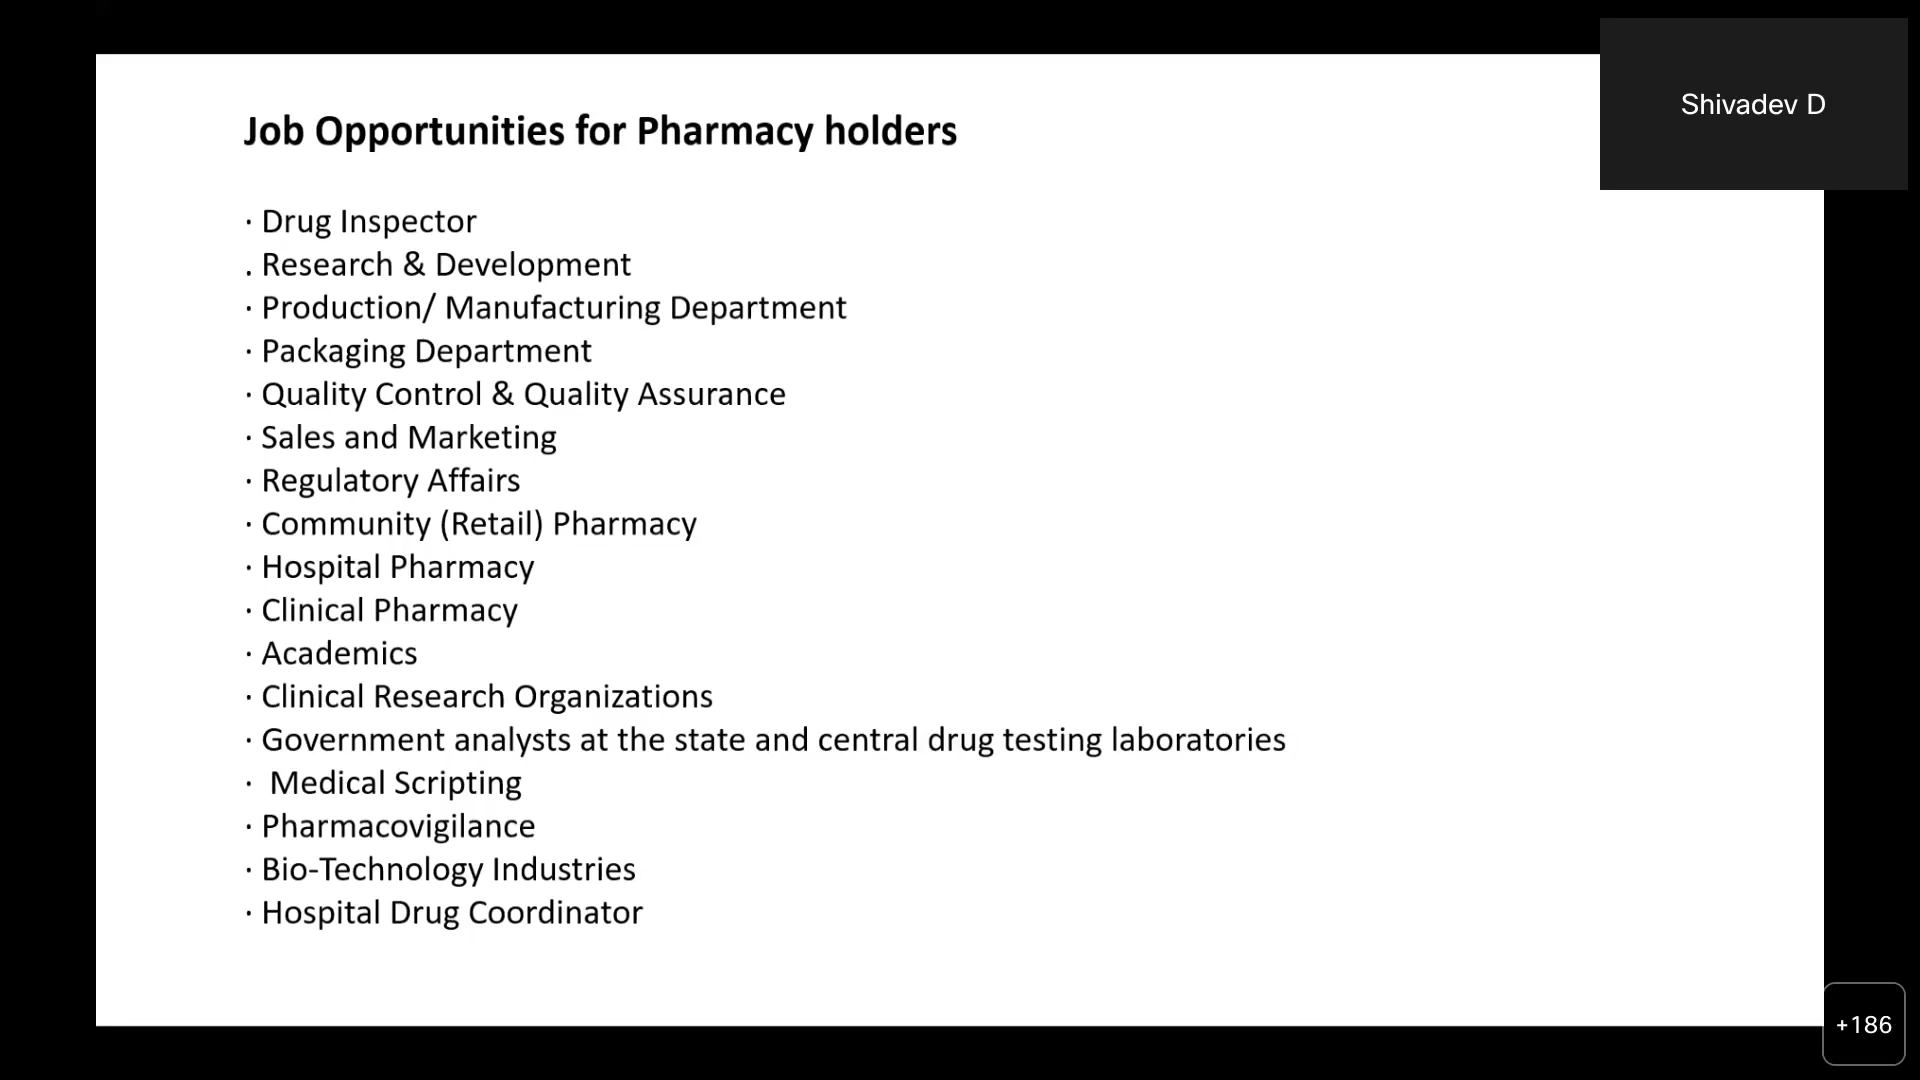 Shivadev D
Job Opportunities for Pharmacy holders
· Drug Inspector
. Research & Development
· Production/ Manufacturing Department
· Packaging Department
· Quality Control & Quality Assurance
· Sales and Marketing
· Regulatory Affairs
· Community (Retail) Pharmacy
· Hospital Pharmacy
· Clinical Pharmacy
· Academics
· Clinical Research Organizations
· Government analysts at the state and central drug testing laboratories
·  Medical Scripting
· Pharmacovigilance
· Bio-Technology Industries
· Hospital Drug Coordinator
+186